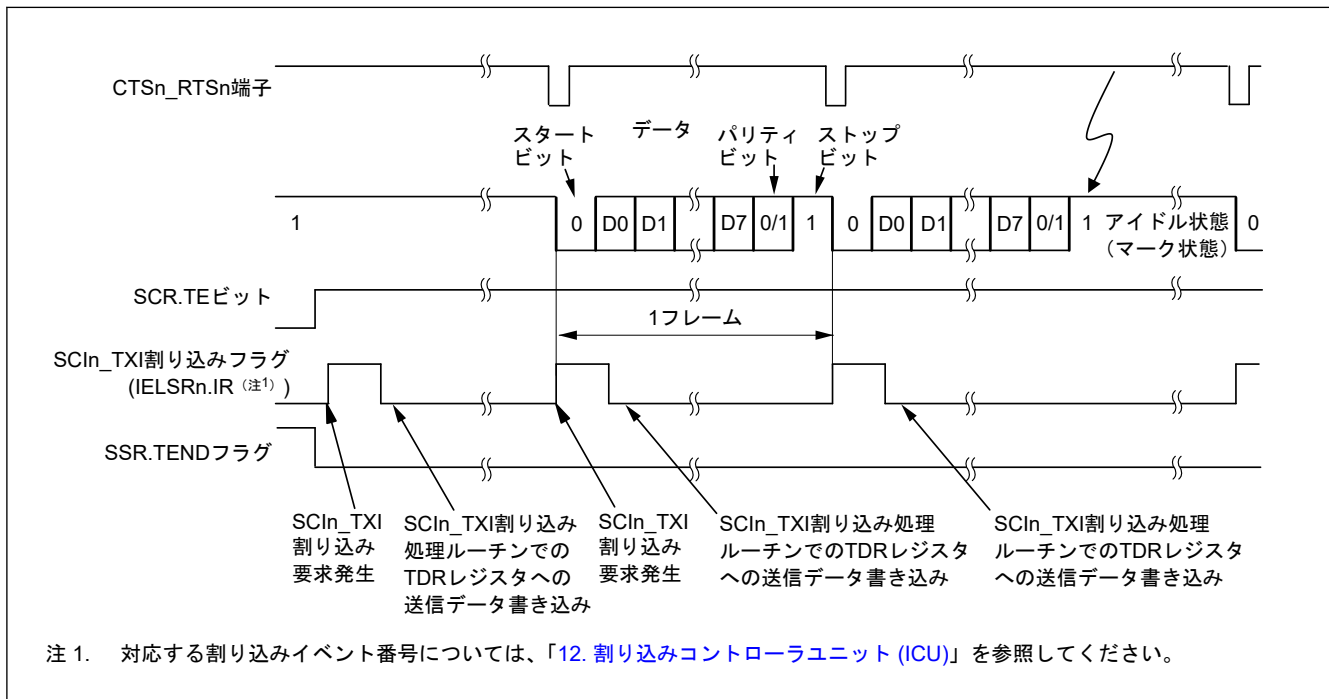 CTSn_RTSn端子
スタート
ビット
データ
パリティ
ビット
ストップ
ビット
1
0
D0
D1
D7
0/1
1
0
D0
D1
D7
0/1
1
アイドル状態
(マーク状態)
0
SCR.TEビット
1フレーム
SCIn_TXI割り込みフラグ
(IELSRn.IR (注1) )
SSR.TENDフラグ
SCIn_TXI
割り込み
要求発生
SCIn_TXI割り込み
処理ルーチンでの
TDRレジスタへの
送信データ書き込み
SCIn_TXI
割り込み
要求発生
SCIn_TXI割り込み処理
ルーチンでのTDRレジスタ
への送信データ書き込み
SCIn_TXI割り込み処理
ルーチンでのTDRレジスタ
への送信データ書き込み
注 1. 対応する割り込みイベント番号については、「12. 割り込みコントローラユニット (ICU)」を参照してください。